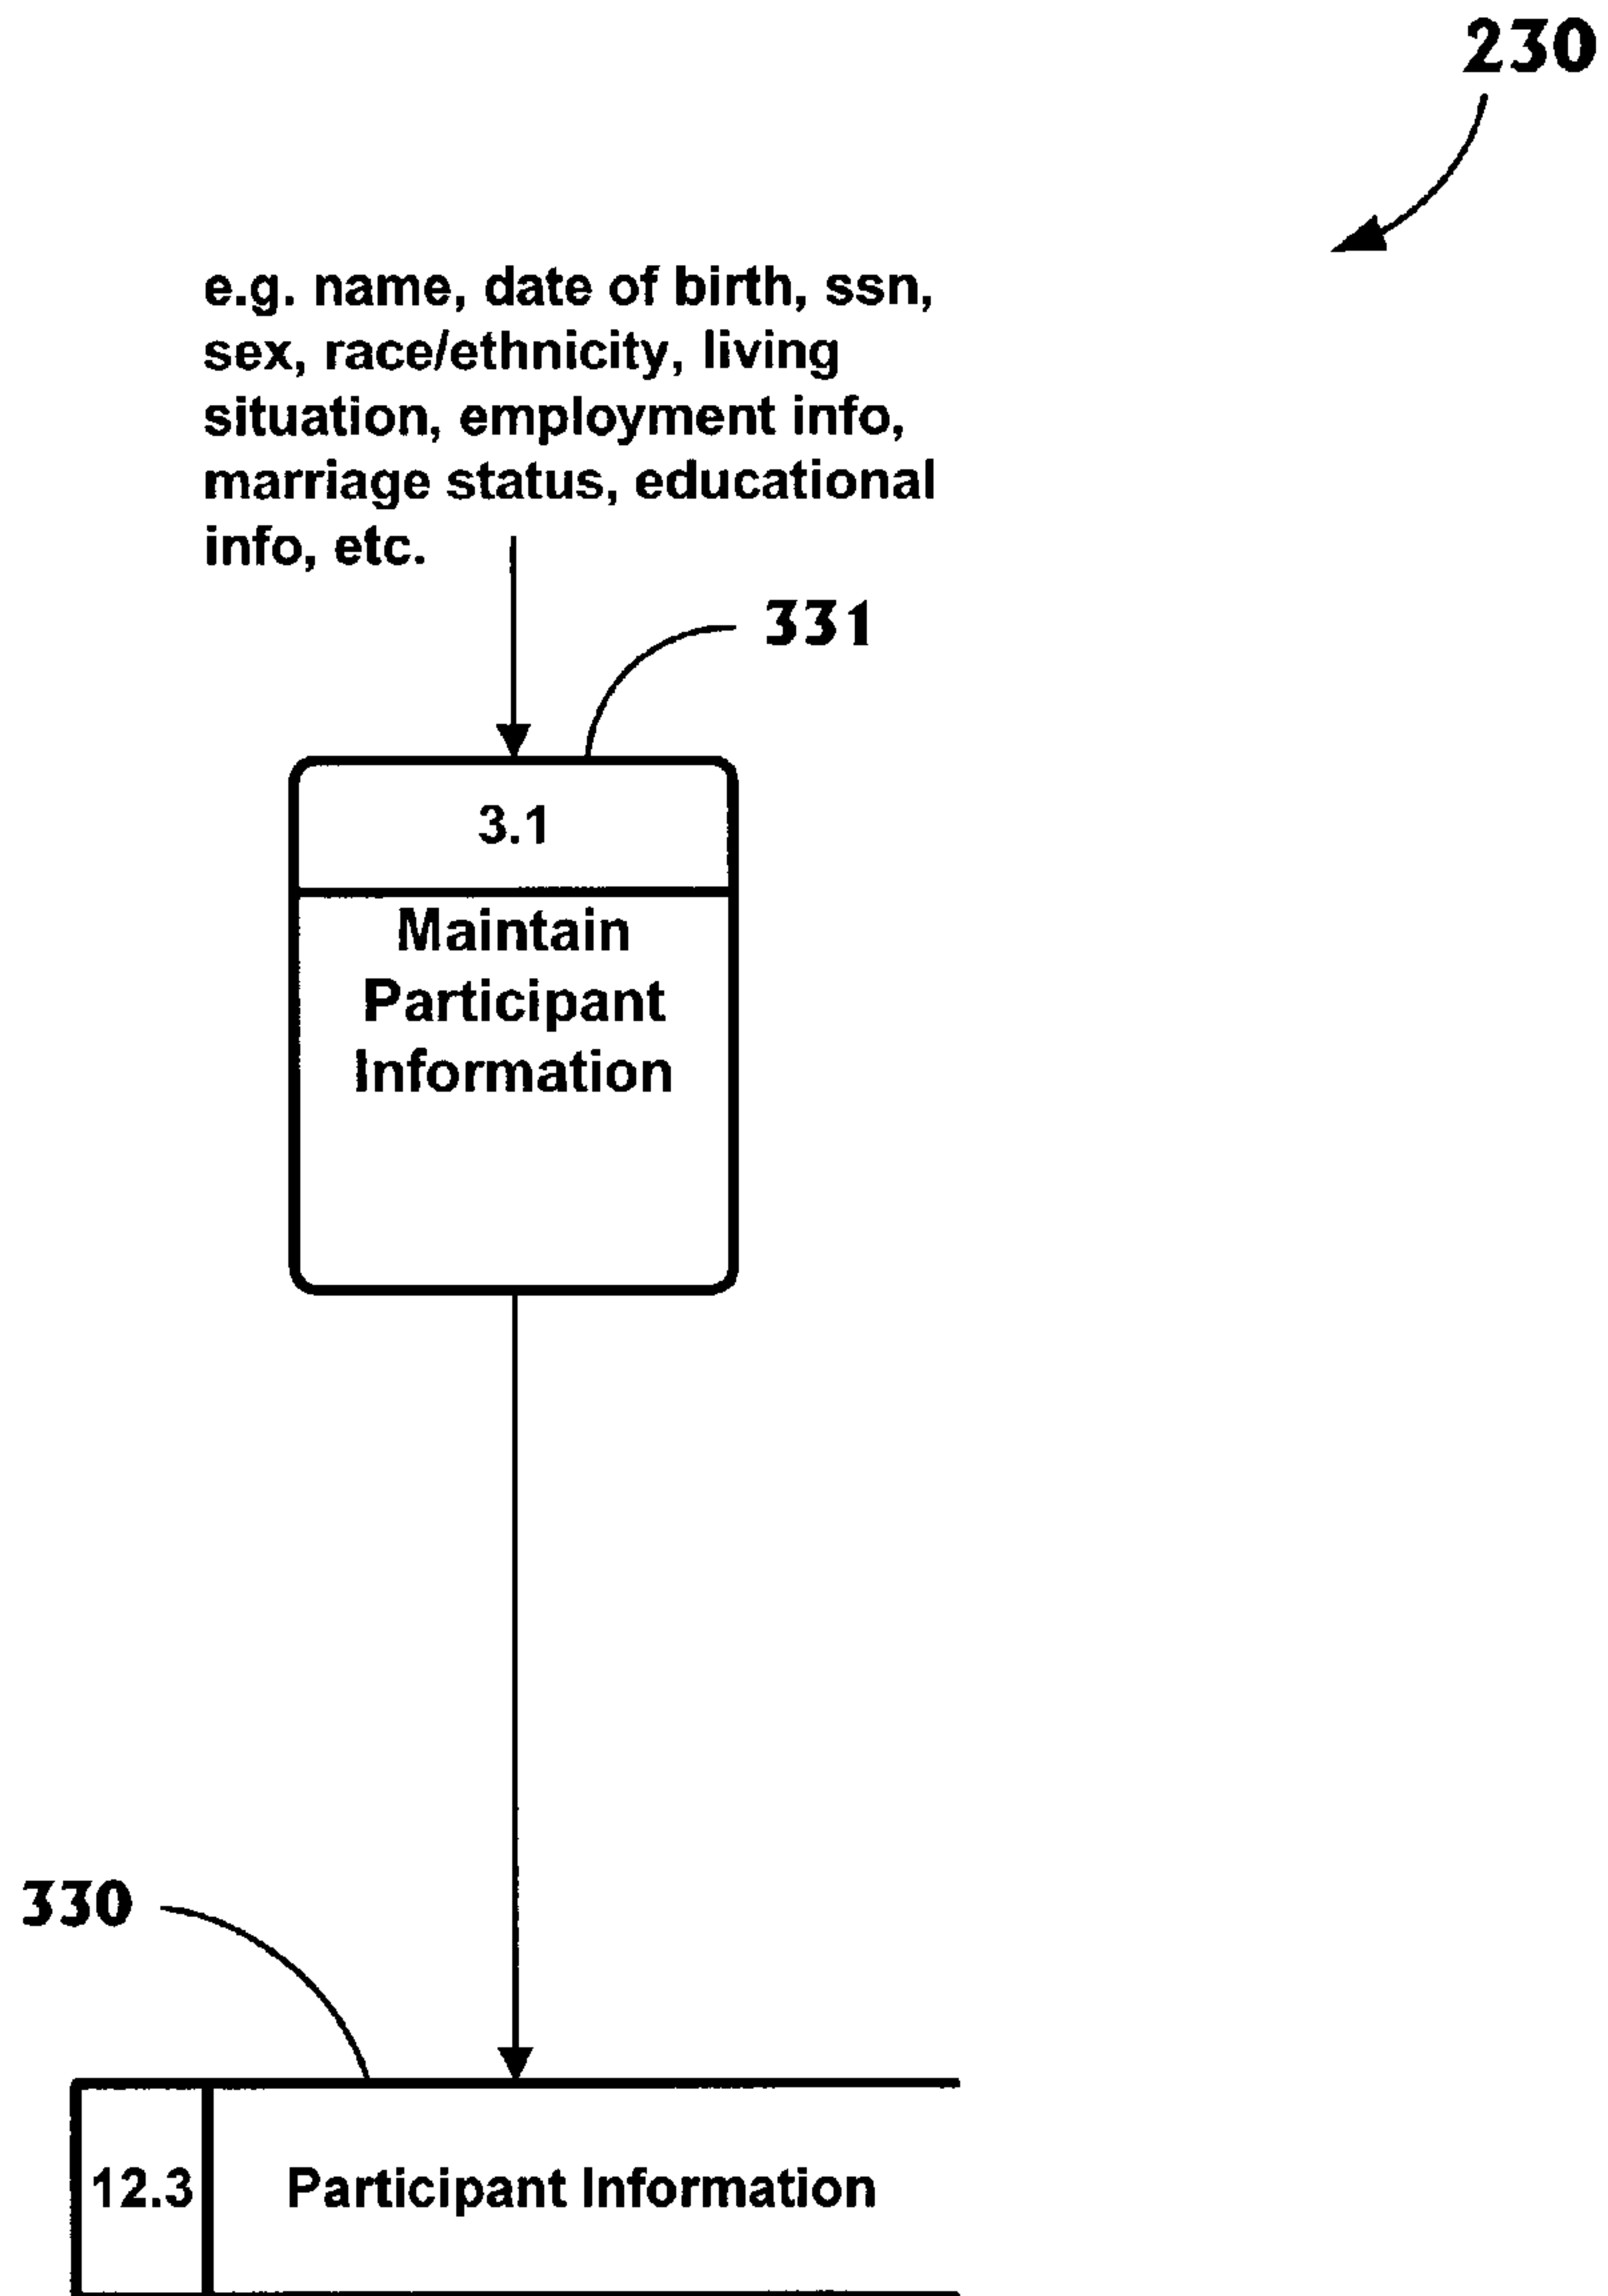 230
e.g. name, date of birth, ssn,
sex, race/ethnicity, living
situation, employment info,
marriage status, educational
info, etc.
331
3.1
Maintain
Participant
Information
330
12.3
Participant Information